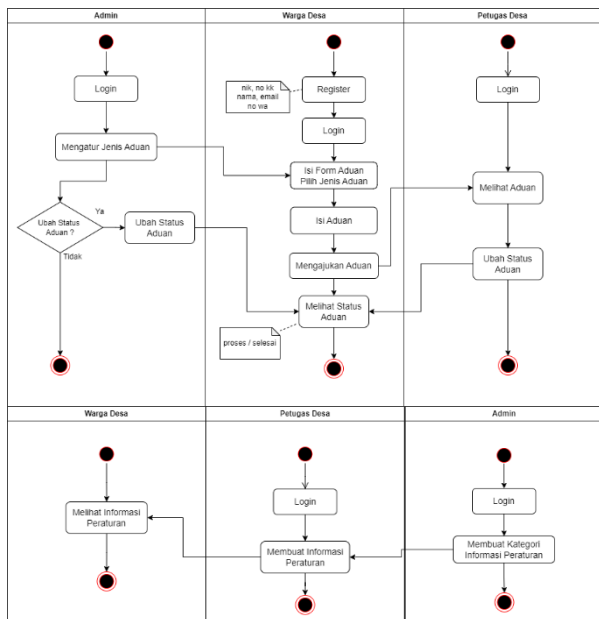 Admin
Warga Desa
Petugas Desa
Login
Mengatur Jenis Aduan
Ubah Status
Aduan ?
Ya
Tidak
Ubah Status
Aduan
nik, no kk
nama, email
no wa
Register
Login
Isi Form Aduan
Pilih Jenis Aduan
Isi Aduan
Mengajukan Aduan
Melihat Status
Aduan
proses / selesai
Login
Melihat Aduan
Ubah Status
Aduan
Warga Desa
Petugas Desa
Admin
Melihat Informasi
Peraturan
Login
Membuat Informasi
Peraturan
Login
Membuat Kategori
Informasi Peraturan